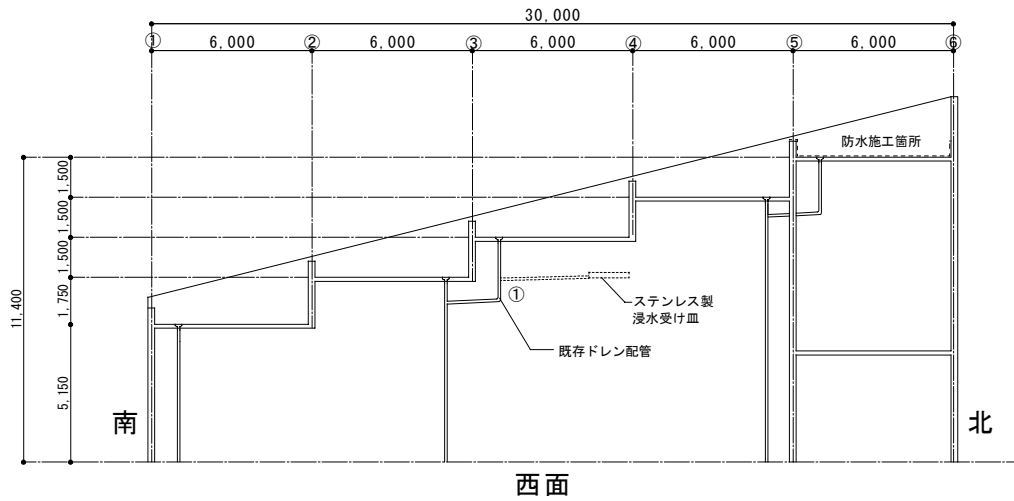 30,000
① 6,000 ② 6,000 ③ 6,000 ④ 6,000 ⑤ 6,000 ⑥
防水施工箇所
1,500
1,500
1,500
1,750
5,150
11,400
①
ステンレス製
浸水受け皿
既存ドレン配管
南
北
西面